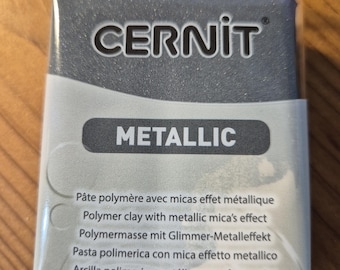 CERNiT®
METALLIC
Pâte polymère avec micas effet métallique
Polymer clay with metallic mica's effect
Polymermasse mit Glimmer-Metalleffekt
Pasta polimerica con mica effetto metallico
Arcilla